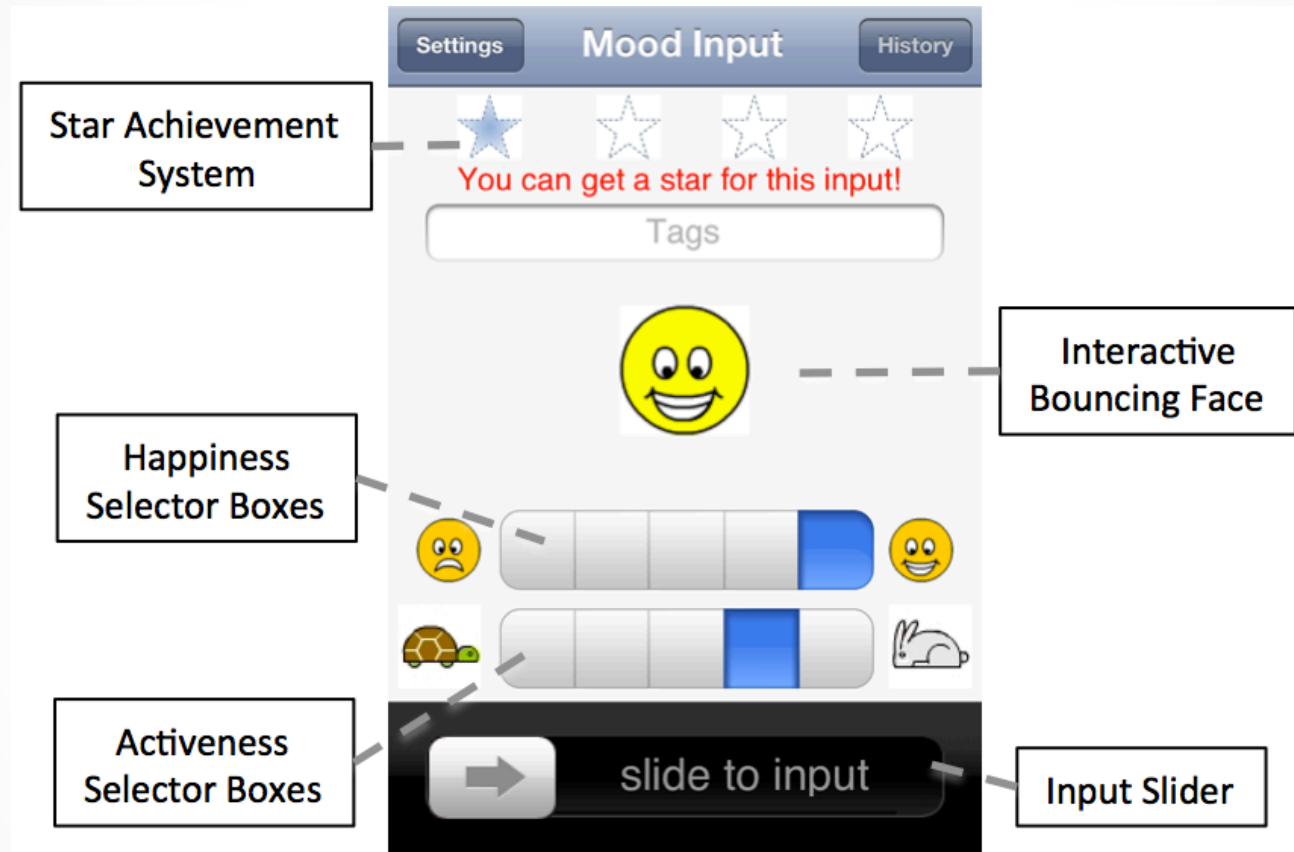 Settings
Mood Input
History
Star Achievement
System
You can get a star for this input!
Tags
Interactive
Bouncing Face
Happiness
Selector Boxes
Activeness
Selector Boxes
slide to input
Input Slider